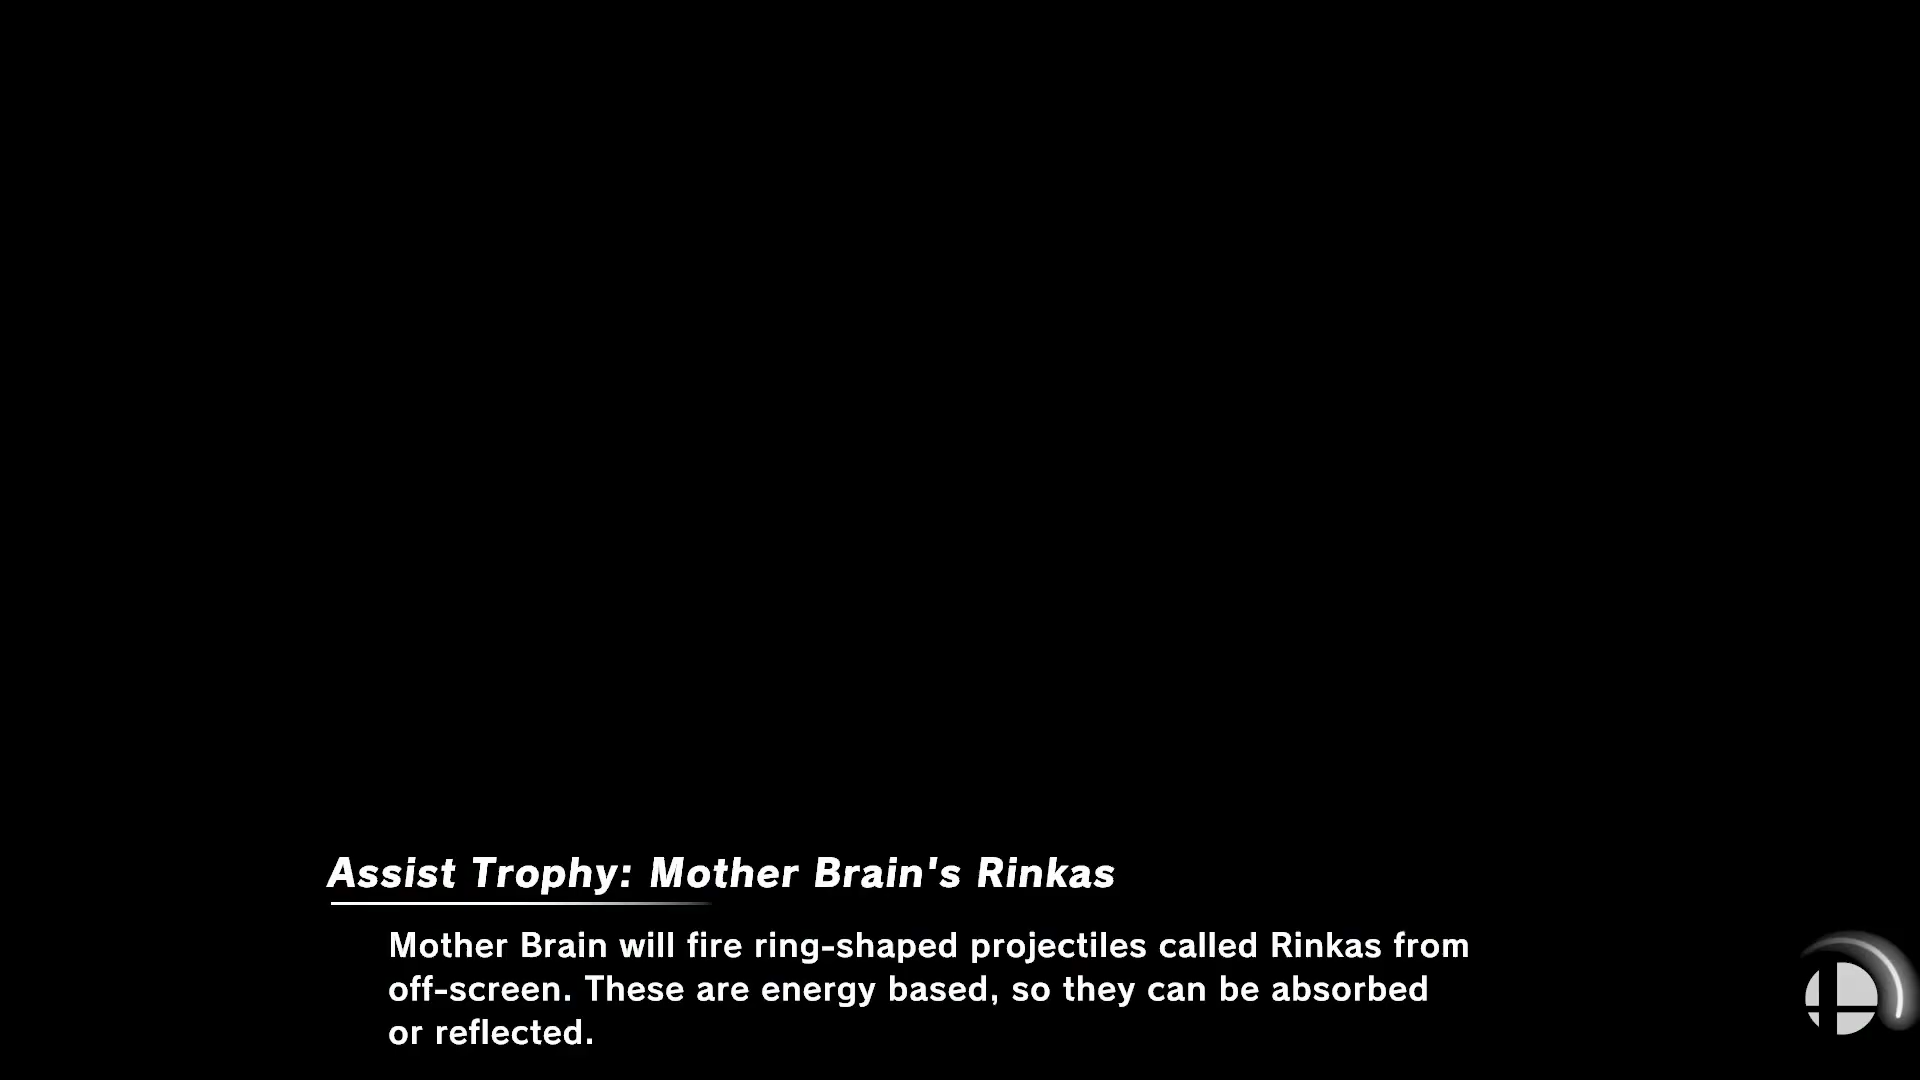 Assist Trophy: Mother Brain's Rinkas
Mother Brain will fire ring-shaped projectiles called Rinkas from
off-screen. These are energy based, so they can be absorbed
or reflected.